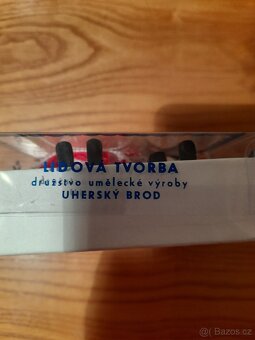 LIDOVÁ TVORBA
družstvo umělecké výroby
UHERSKÝ BROD
© Bazos.cz